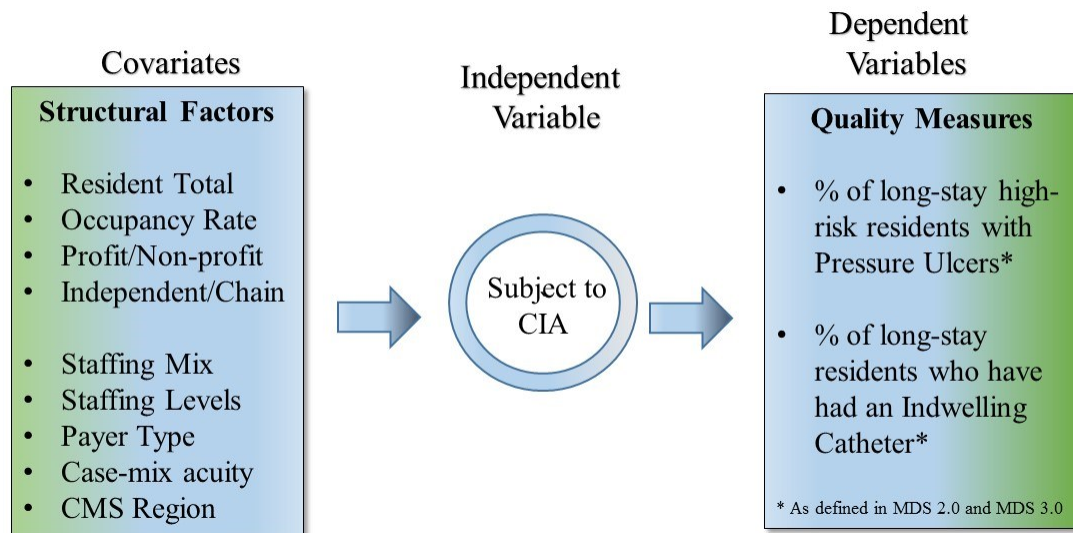 Covariates
Structural Factors
• Resident Total
• Occupancy Rate
• Profit/Non-profit
• Independent/Chain
• Staffing Mix
• Staffing Levels
• Payer Type
• Case-mix acuity
• CMS Region
Independent
Variable
Subject to
CIA
Dependent
Variables
Quality Measures
• % of long-stay high-
risk residents with
Pressure Ulcers*
• % of long-stay
residents who have
had an Indwelling
Catheter*
* As defined in MDS 2.0 and MDS 3.0